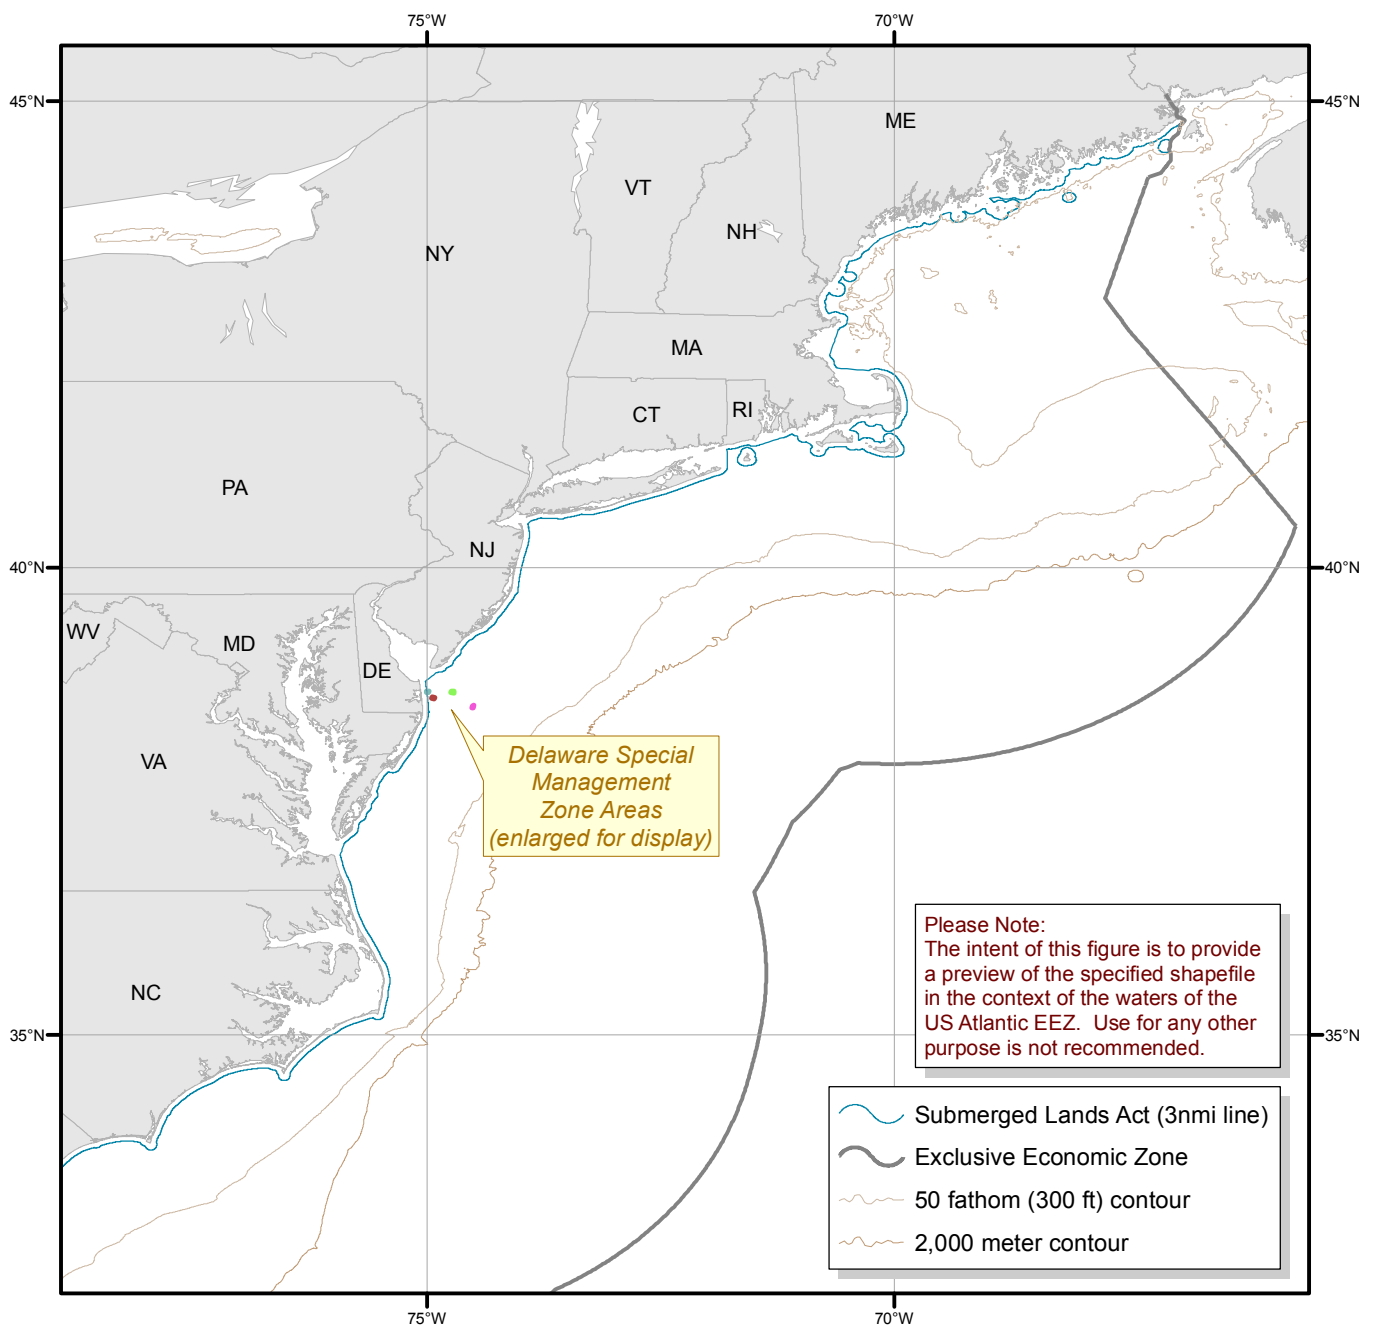 75°W
70°W
45°N
45°N
ME
VT
NH
NY
MA
CT
RI
PA
NJ
40°N
40°N
WV
MD
DE
VA
Delaware Special
Management
Zone Areas
(enlarged for display)
NC
35°N
35°N
Please Note:
The intent of this figure is to provide
a preview of the specified shapefile
in the context of the waters of the
US Atlantic EEZ. Use for any other
purpose is not recommended.
Submerged Lands Act (3nmi line)
Exclusive Economic Zone
50 fathom (300 ft) contour
2,000 meter contour
75°W
70°W